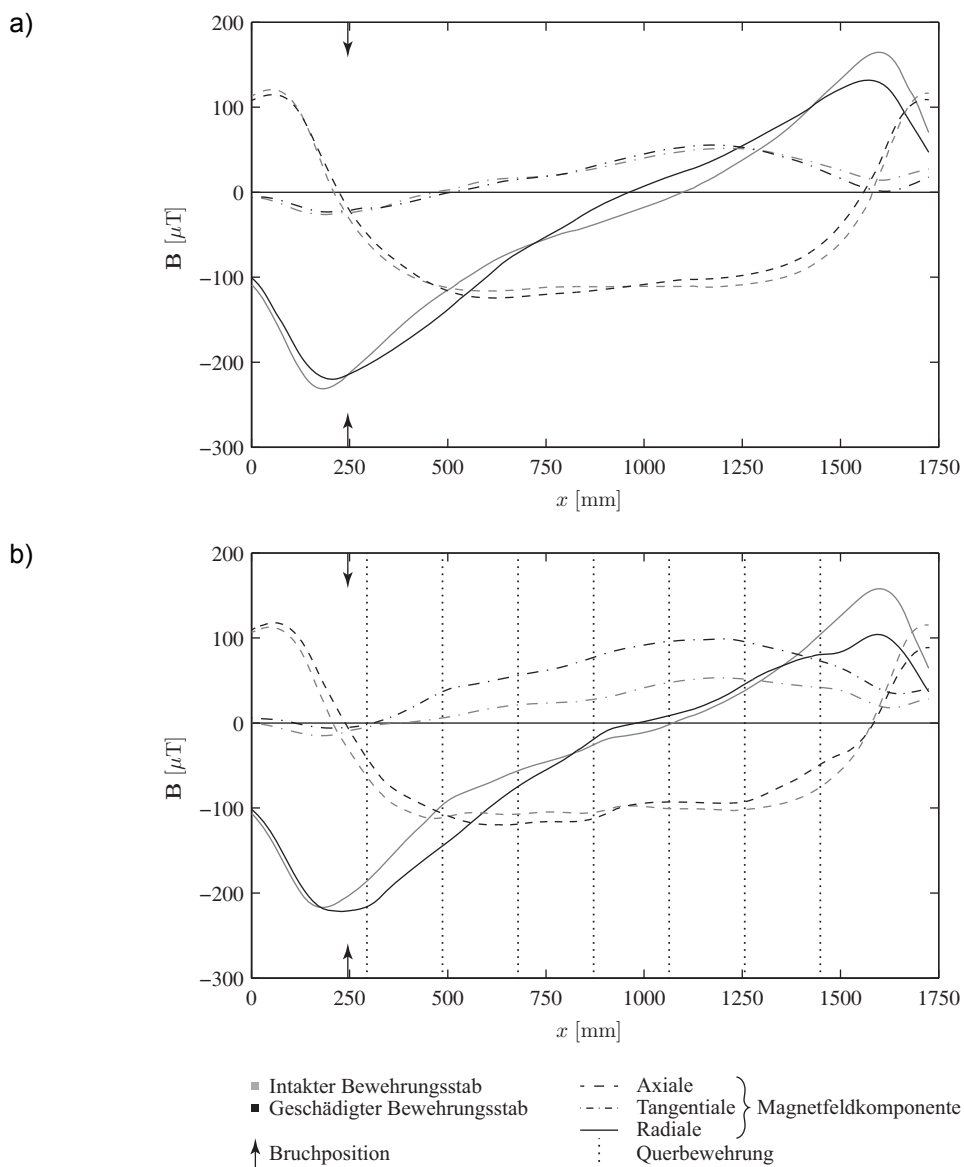 a)
200
100
0
−100
−200
−300
B [μT]
0 250 500 750 1000 1250 1500 1750
x [mm]
b)
200
100
0
−100
−200
−300
B [μT]
0 250 500 750 1000 1250 1500 1750
x [mm]
Intakter Bewehrungsstab
Geschädigter Bewehrungsstab
Bruchposition
Axiale
Tangentiale
Radiale
Magnetfeldkomponente
Querbewehrung